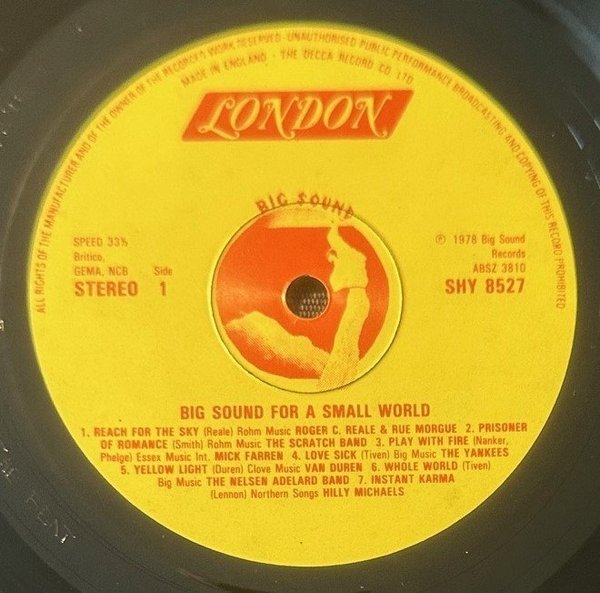 ALL RIGHTS OF THE MANUFACTURER AND OF THE OWNER OF THE RECORDED WORK RESERVED · UNAUTHORISED PUBLIC PERFORMANCE BROADCASTING AND COPYING OF THIS RECORD PROHIBITED
MADE IN ENGLAND · THE DECCA RECORD CO LTD
LONDON
BIG SOUND
SPEED 33⅓
Britico,
GEMA, NCB Side
STEREO 1
℗ 1978 Big Sound
Records
ABSZ 3810
SHY 8527
BIG SOUND FOR A SMALL WORLD
1. REACH FOR THE SKY (Reale) Rohm Music ROGER C. REALE & RUE MORGUE 2. PRISONER
OF ROMANCE (Smith) Rohm Music THE SCRATCH BAND 3. PLAY WITH FIRE (Nanker,
Phelge) Essex Music Int. MICK FARREN 4. LOVE SICK (Tiven) Big Music THE YANKEES
5. YELLOW LIGHT (Duren) Clove Music VAN DUREN 6. WHOLE WORLD (Tiven)
Big Music THE NELSEN ADELARD BAND 7. INSTANT KARMA
(Lennon) Northern Songs HILLY MICHAELS